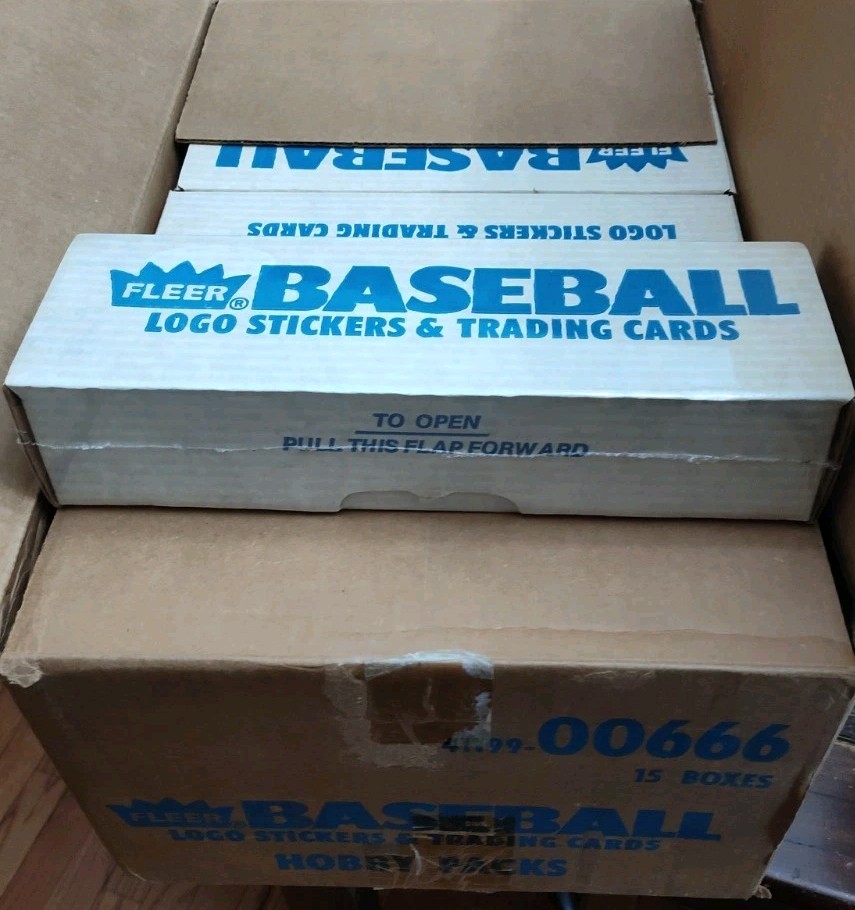 FLEER BASEBALL
LOGO STICKERS & TRADING CARDS
FLEER® BASEBALL
LOGO STICKERS & TRADING CARDS
TO OPEN
PULL THIS FLAP FORWARD
00666
15 BOXES
FLEER BASEBALL
LOGO STICKERS & TRADING CARDS
HOBBY PACKS